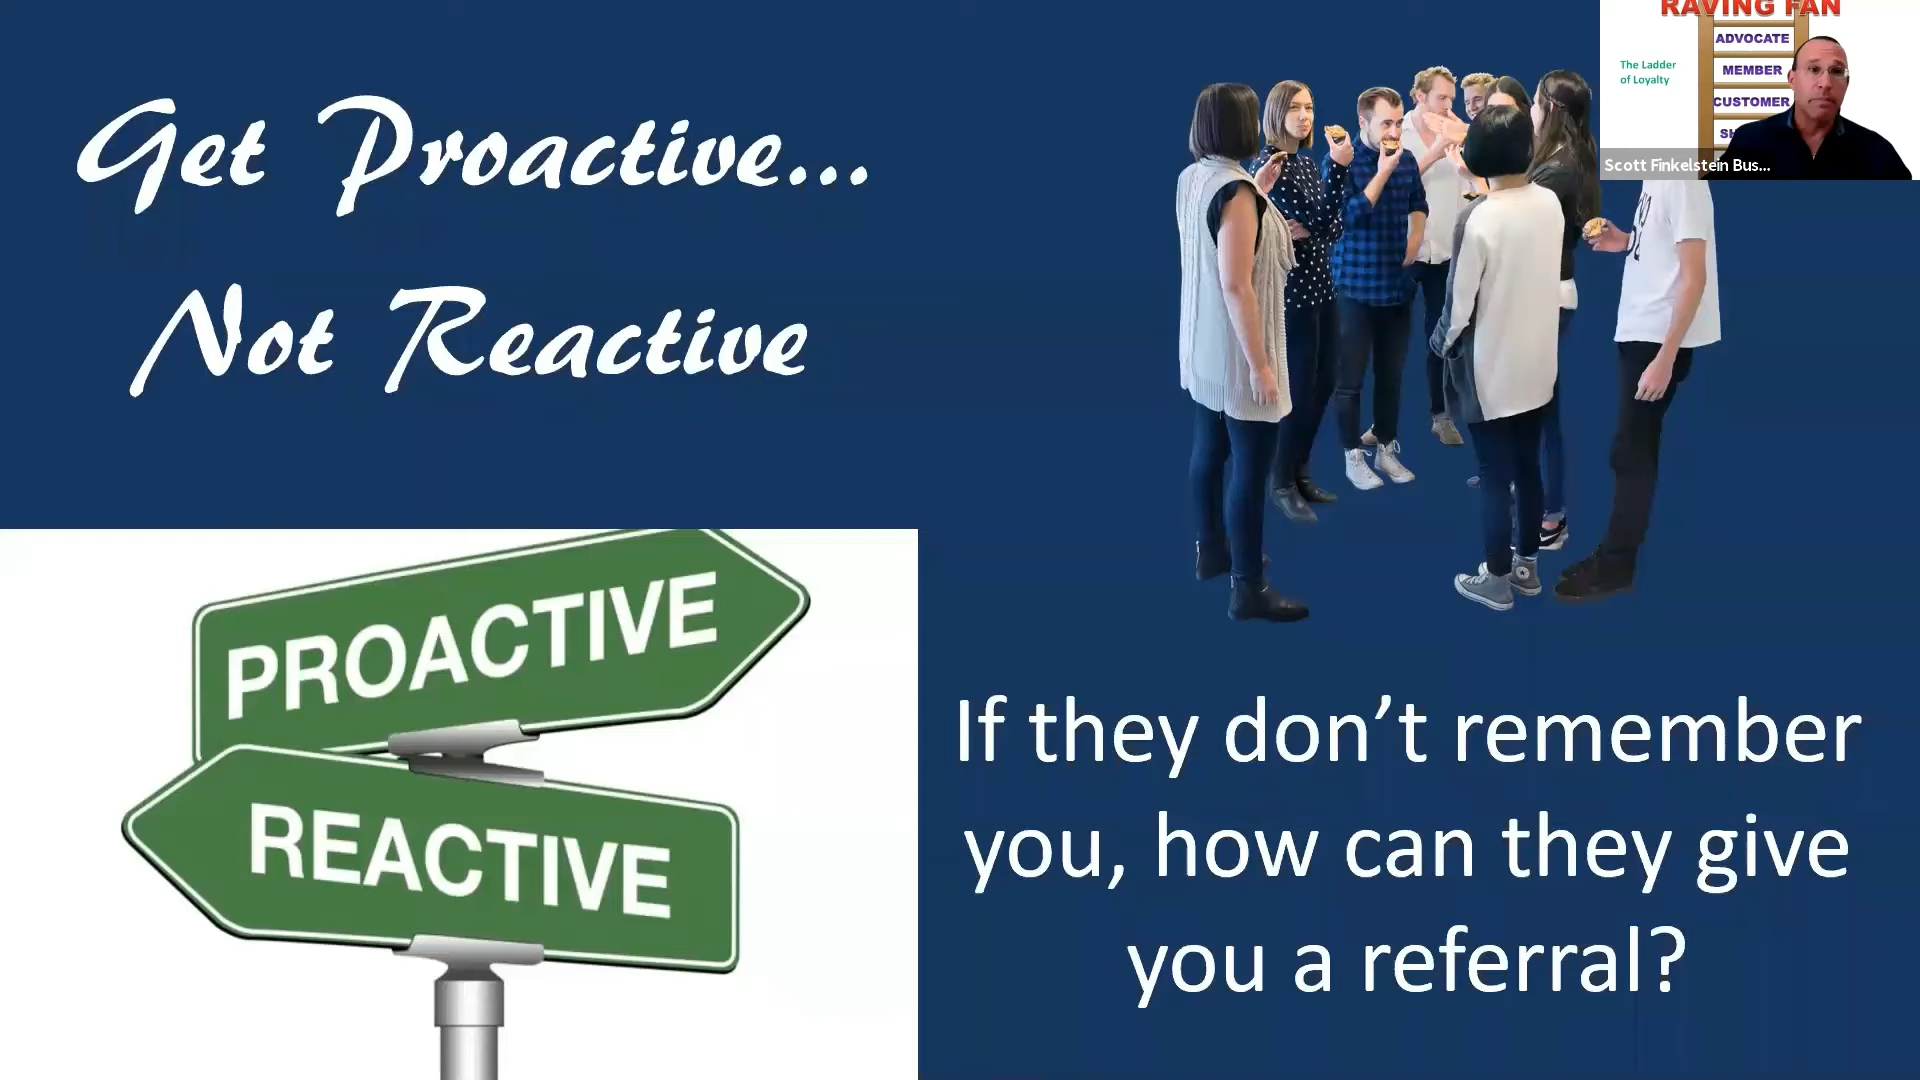 Get Proactive...
Not Reactive
PROACTIVE
REACTIVE
If they don’t remember
you, how can they give
you a referral?
RAVING FAN
ADVOCATE
The Ladder
of Loyalty
MEMBER
CUSTOMER
Scott Finkelstein Bus...